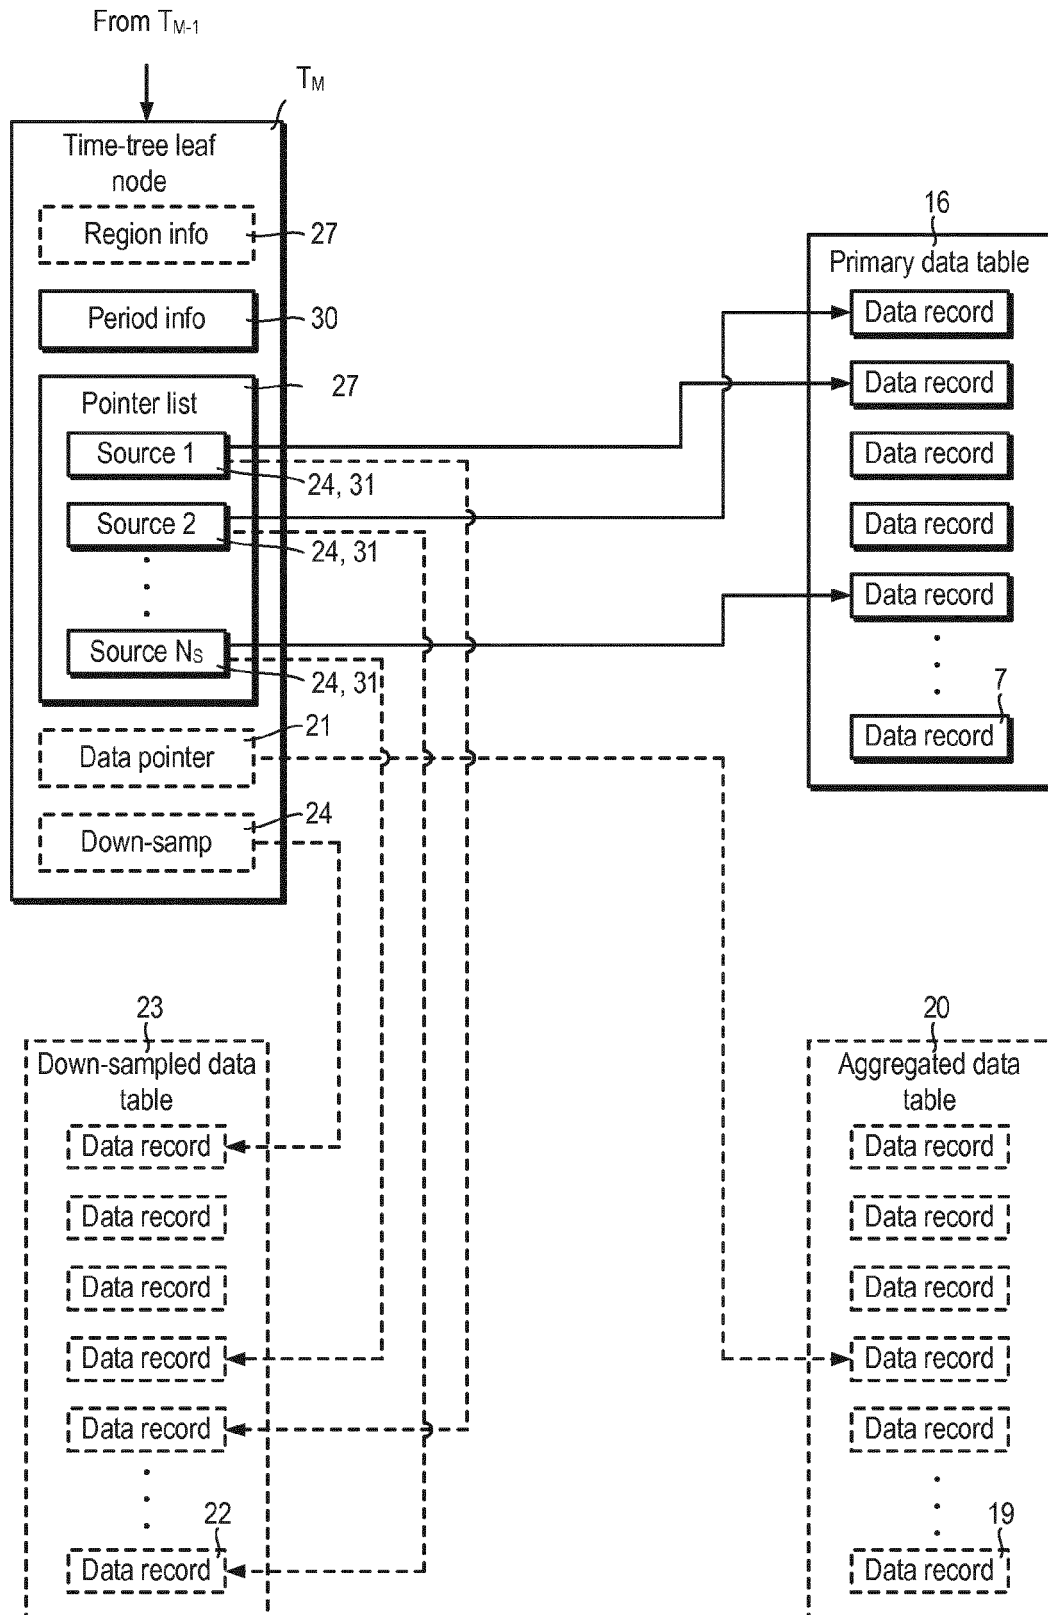 From TM-1
TM
Time-tree leaf
node
Region info
27
Period info
30
27
Pointer list
Source 1
24, 31
Source 2
24, 31
Source NS
24, 31
21
Data pointer
24
Down-samp
16
Primary data table
Data record
Data record
Data record
Data record
Data record
7
Data record
23
Down-sampled data
table
Data record
Data record
Data record
Data record
Data record
22
Data record
20
Aggregated data
table
Data record
Data record
Data record
Data record
Data record
19
Data record